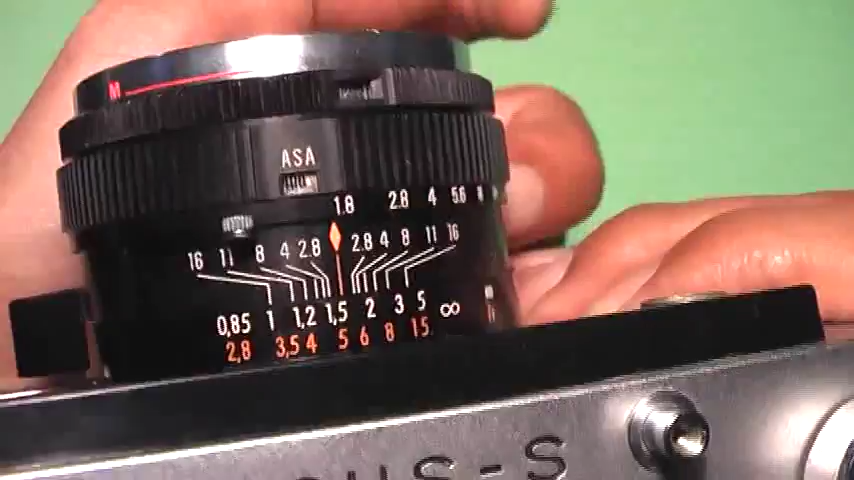 M
ASA
1.8 2.8 4 5.6
16 11 8 4 2.8 2.8 4 8 11 16
0,85 1 1,2 1,5 2 3 5 ∞
2,8 3,5 4 5 6 8 15
US-S